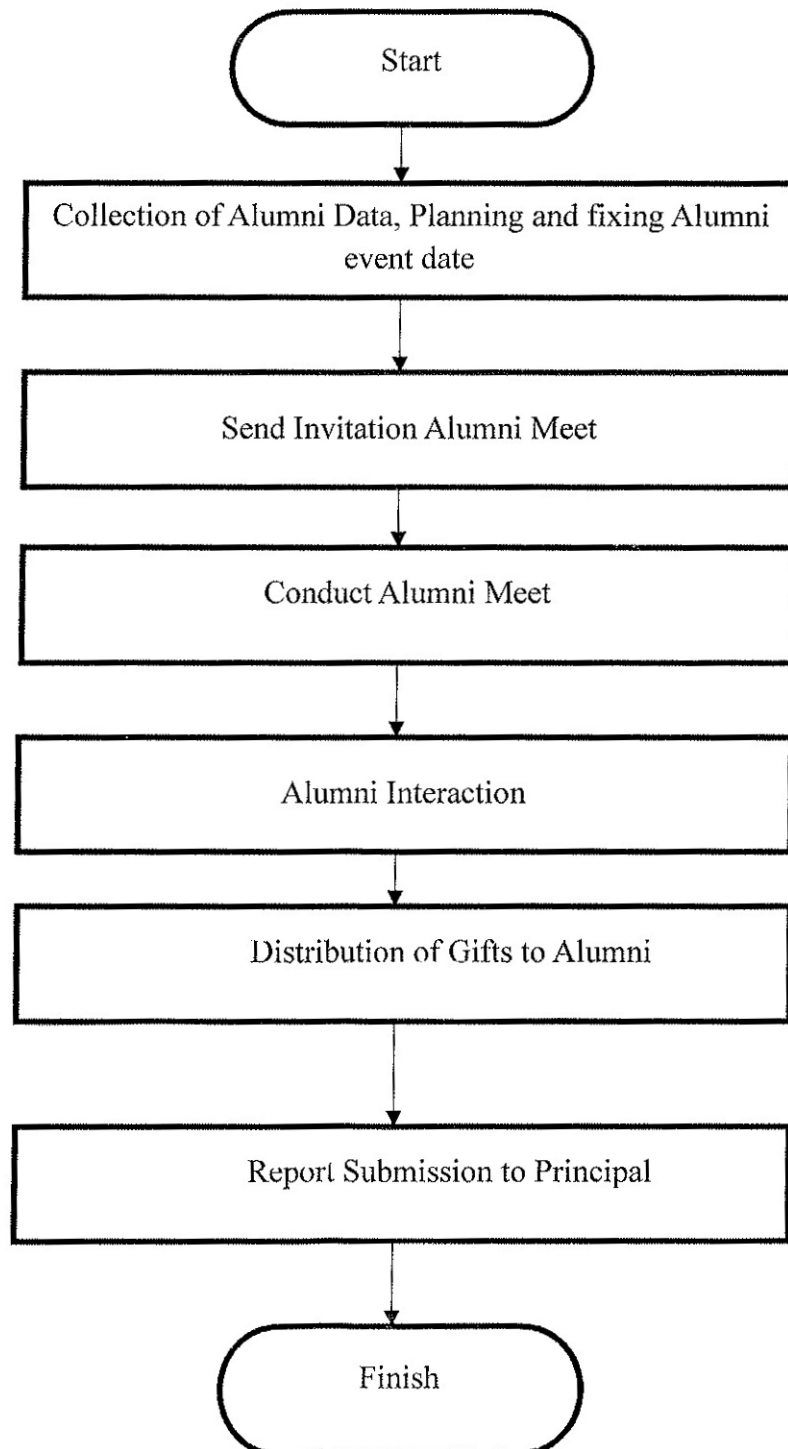 Start
Collection of Alumni Data, Planning and fixing Alumni
event date
Send Invitation Alumni Meet
Conduct Alumni Meet
Alumni Interaction
Distribution of Gifts to Alumni
Report Submission to Principal
Finish